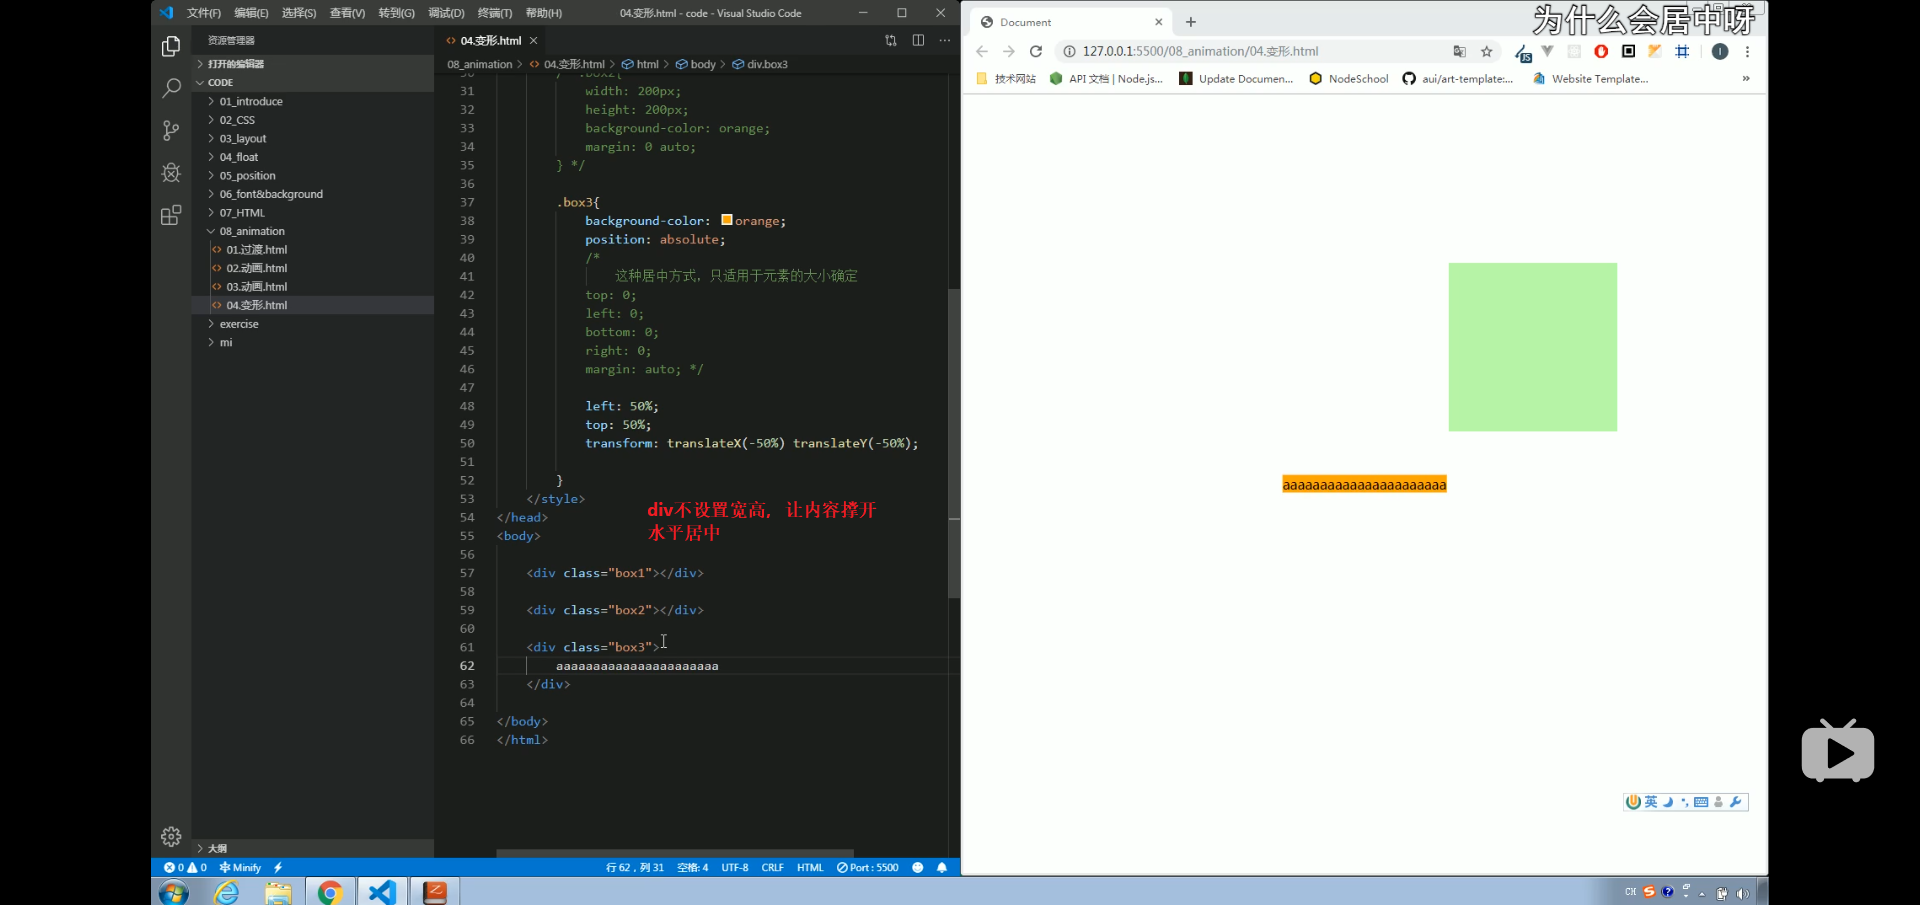 文件(F) 编辑(E) 选择(S) 查看(V) 转到(G) 调试(D) 终端(T) 帮助(H) 04.变形.html - code - Visual Studio Code
资源管理器
打开的编辑器
CODE
01_introduce
02_CSS
03_layout
04_float
05_position
06_font&background
07_HTML
08_animation
01.过渡.html
02.动画.html
03.动画.html
04.变形.html
exercise
mi
大纲
04.变形.html
08_animation > 04.变形.html > html > body > div.box3
30 /* .box2{
31 width: 200px;
32 height: 200px;
33 background-color: orange;
34 margin: 0 auto;
35 } */
36
37 .box3{
38 background-color: orange;
39 position: absolute;
40 /*
41 这种居中方式，只适用于元素的大小确定
42 top: 0;
43 left: 0;
44 bottom: 0;
45 right: 0;
46 margin: auto; */
47
48 left: 50%;
49 top: 50%;
50 transform: translateX(-50%) translateY(-50%);
51
52 }
53 </style>
54 </head>
55 <body>
56
57 <div class="box1"></div>
58
59 <div class="box2"></div>
60
61 <div class="box3">
62 aaaaaaaaaaaaaaaaaaaaaa
63 </div>
64
65 </body>
66 </html>
div不设置宽高，让内容撑开
水平居中
0 0 Minify 行 62，列 31 空格: 4 UTF-8 CRLF HTML Port : 5500
Document
为什么会居中呀
127.0.0.1:5500/08_animation/04.变形.html
JS
I
技术网站 API 文档 | Node.js... Update Documen... NodeSchool aui/art-template:... Website Template... »
aaaaaaaaaaaaaaaaaaaaaa
英
CH